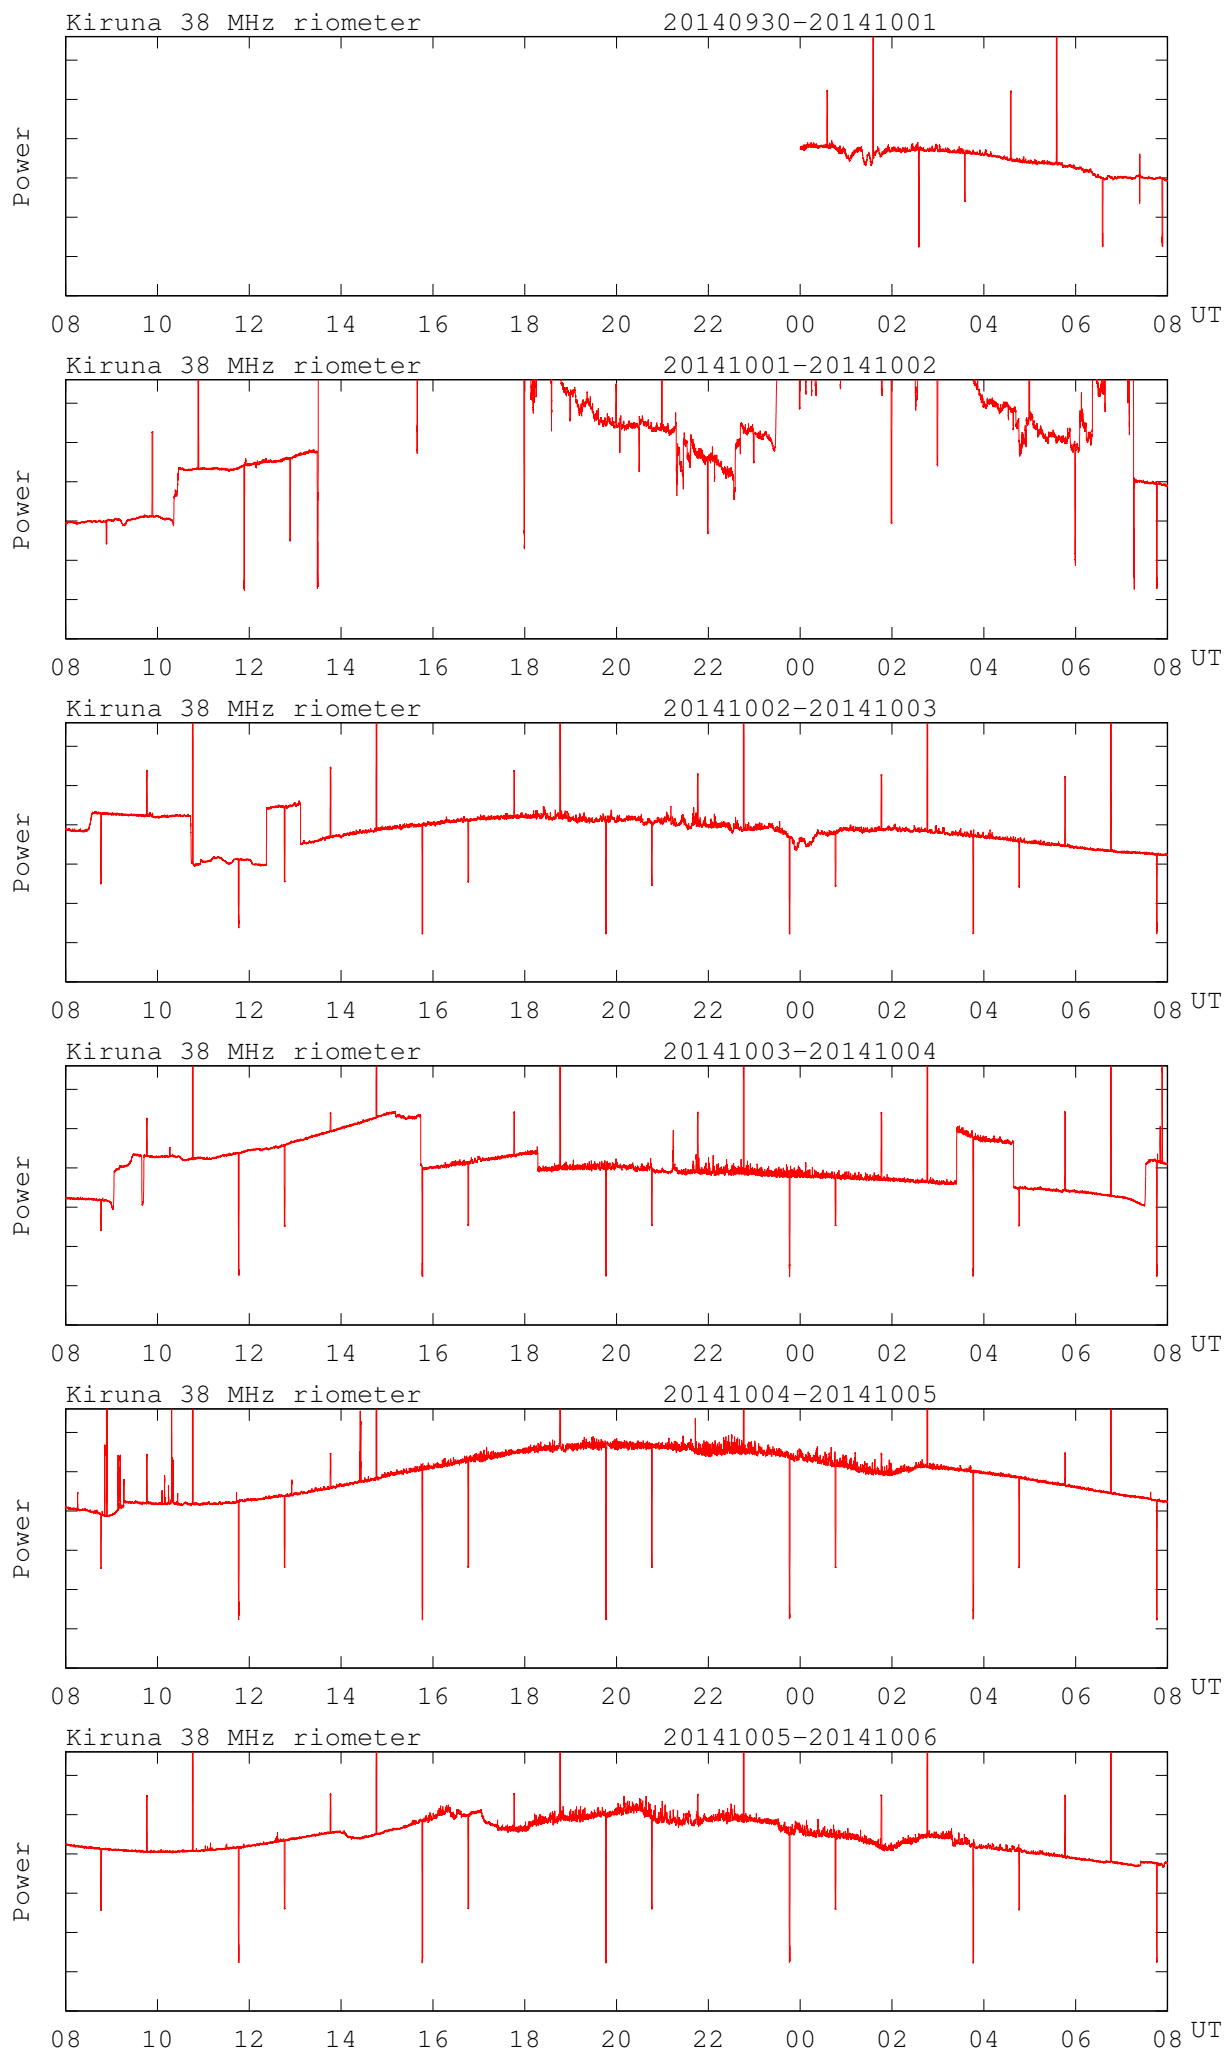 Kiruna 38 MHz riometer 20140930-20141001
Power
08 10 12 14 16 18 20 22 00 02 04 06 08 UT
Kiruna 38 MHz riometer 20141001-20141002
Power
08 10 12 14 16 18 20 22 00 02 04 06 08 UT
Kiruna 38 MHz riometer 20141002-20141003
Power
08 10 12 14 16 18 20 22 00 02 04 06 08 UT
Kiruna 38 MHz riometer 20141003-20141004
Power
08 10 12 14 16 18 20 22 00 02 04 06 08 UT
Kiruna 38 MHz riometer 20141004-20141005
Power
08 10 12 14 16 18 20 22 00 02 04 06 08 UT
Kiruna 38 MHz riometer 20141005-20141006
Power
08 10 12 14 16 18 20 22 00 02 04 06 08 UT